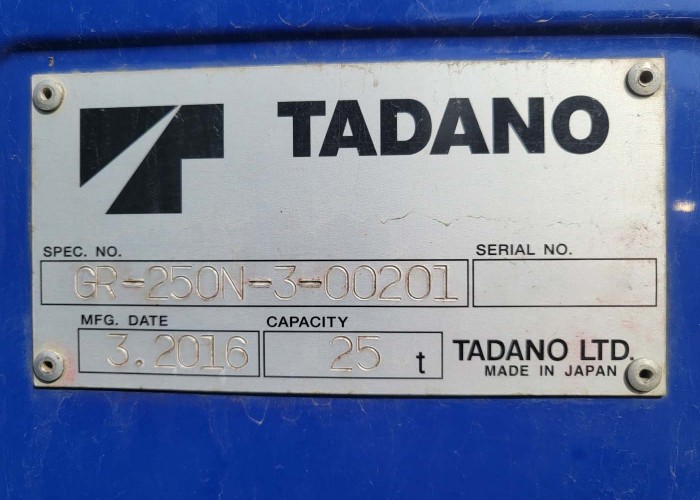 TADANO
SPEC. NO.
GR-250N-3-00201
SERIAL NO.
MFG. DATE
3.2016
CAPACITY
25 t
TADANO LTD.
MADE IN JAPAN